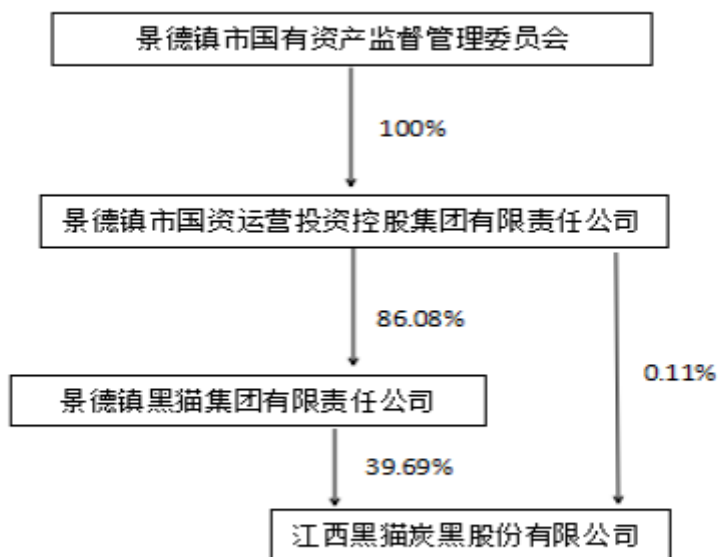 景德镇市国有资产监督管理委员会
100%
景德镇市国资运营投资控股集团有限责任公司
86.08%
0.11%
景德镇黑猫集团有限责任公司
39.69%
江西黑猫炭黑股份有限公司